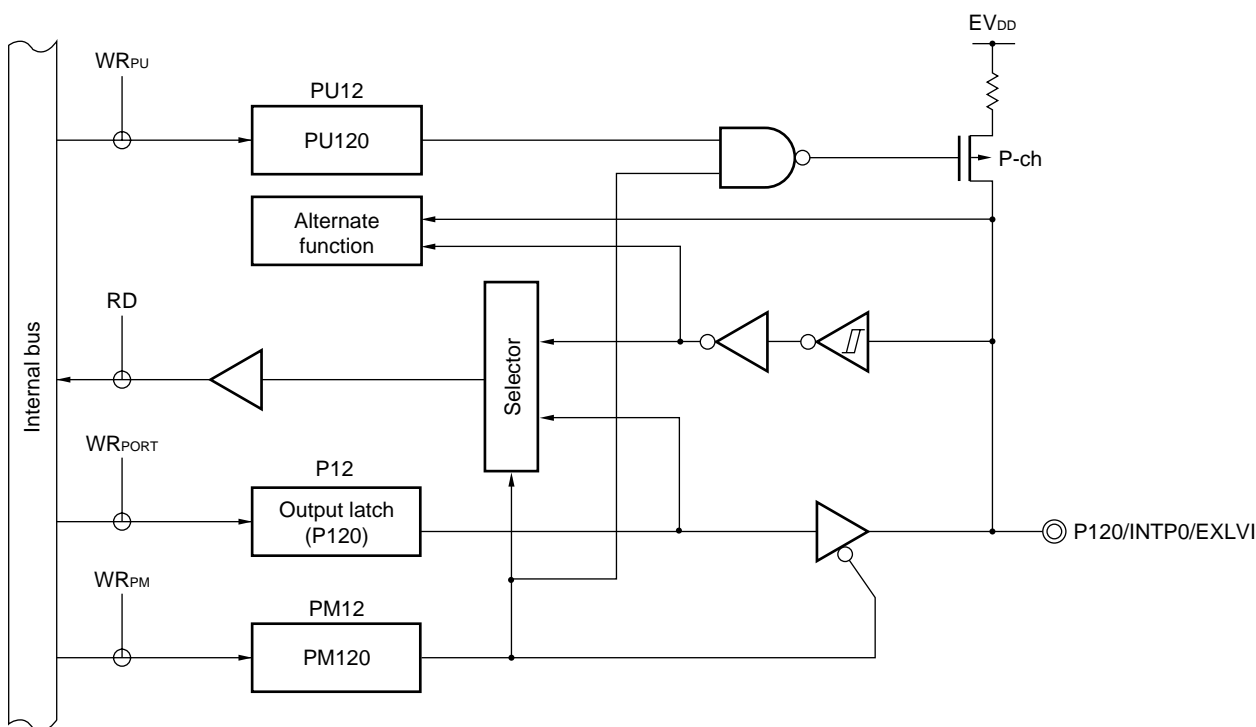 EVDD
WRPU
PU12
PU120
P-ch
Alternate
function
RD
Internal bus
Selector
WRPORT
P12
Output latch
(P120)
P120/INTP0/EXLVI
WRPM
PM12
PM120